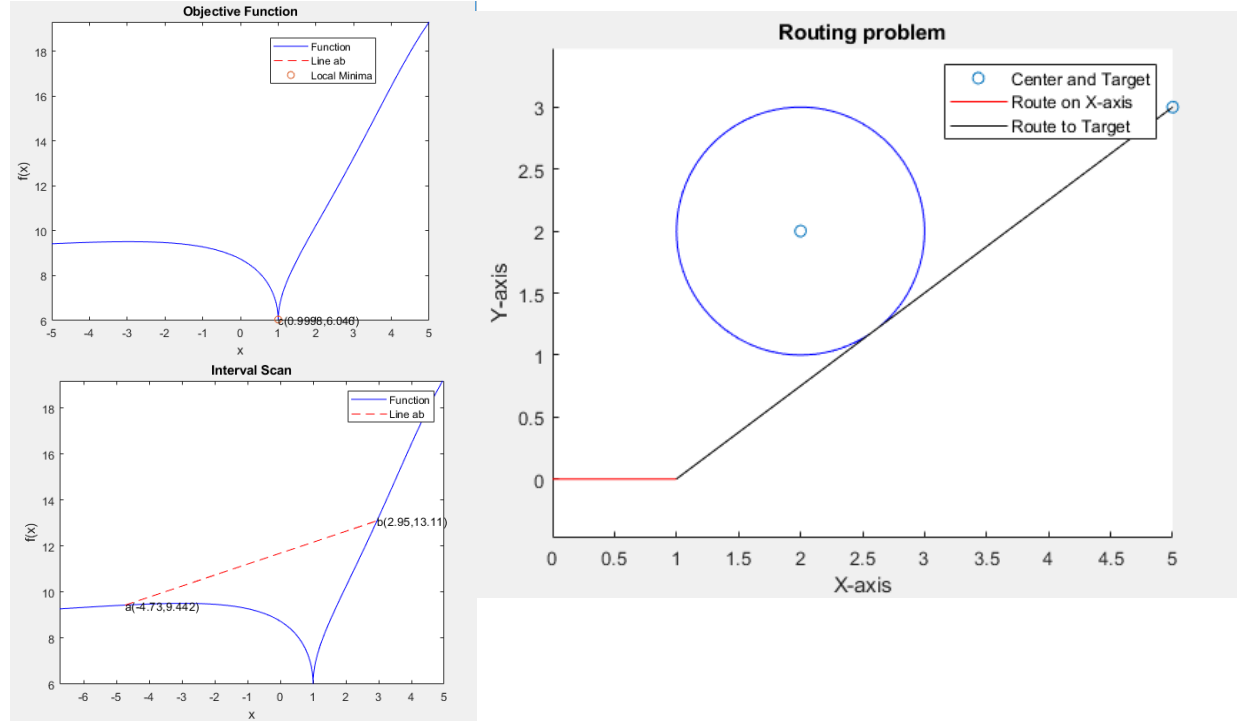 Objective Function
Function
Line ab
Local Minima
f(x)
18
16
14
12
10
8
6
c(0.9998,6.046)
-5 -4 -3 -2 -1 0 1 2 3 4 5
x
Interval Scan
Function
Line ab
f(x)
18
16
14
12
10
8
6
b(2.95,13.11)
a(-4.73,9.442)
-6 -5 -4 -3 -2 -1 0 1 2 3 4 5
x
Routing problem
Center and Target
Route on X-axis
Route to Target
Y-axis
3
2.5
2
1.5
1
0.5
0
0 0.5 1 1.5 2 2.5 3 3.5 4 4.5 5
X-axis